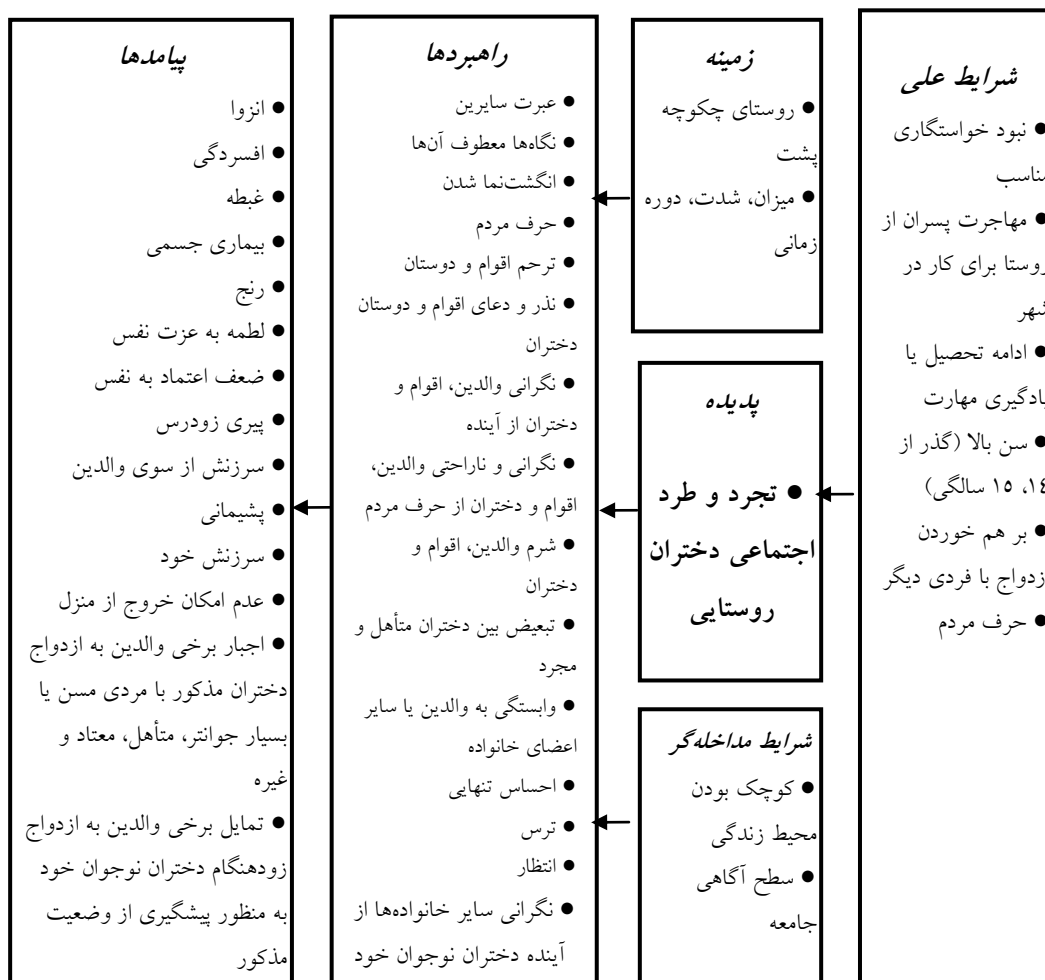 شرایط علی
● نبود خواستگاری
مناسب
● مهاجرت پسران از
روستا برای کار در
شهر
● ادامه تحصیل یا
یادگیری مهارت
● سن بالا (گذر از
۱۴، ۱۵ سالگی)
● بر هم خوردن
ازدواج با فردی دیگر
● حرف مردم
زمینه
● روستای چکوچه
پشت
● میزان، شدت، دوره
زمانی
پدیده
● تجرد و طرد
اجتماعی دختران
روستایی
شرایط مداخله‌گر
● کوچک بودن
محیط زندگی
● سطح آگاهی
جامعه
راهبردها
● عبرت سایرین
● نگاه‌ها معطوف آن‌ها
● انگشت‌نما شدن
● حرف مردم
● ترحم اقوام و دوستان
● نذر و دعای اقوام و دوستان
دختران
● نگرانی والدین، اقوام و
دختران از آینده
● نگرانی و ناراحتی والدین،
اقوام و دختران از حرف مردم
● شرم والدین، اقوام و
دختران
● تبعیض بین دختران متأهل و
مجرد
● وابستگی به والدین یا سایر
اعضای خانواده
● احساس تنهایی
● ترس
● انتظار
● نگرانی سایر خانواده‌ها از
آینده دختران نوجوان خود
پیامدها
● انزوا
● افسردگی
● غبطه
● بیماری جسمی
● رنج
● لطمه به عزت نفس
● ضعف اعتماد به نفس
● پیری زودرس
● سرزنش از سوی والدین
● پشیمانی
● سرزنش خود
● عدم امکان خروج از منزل
● اجبار برخی والدین به ازدواج
دختران مذکور با مردی مسن یا
بسیار جوانتر، متأهل، معتاد و
غیره
● تمایل برخی والدین به ازدواج
زودهنگام دختران نوجوان خود
به منظور پیشگیری از وضعیت
مذکور